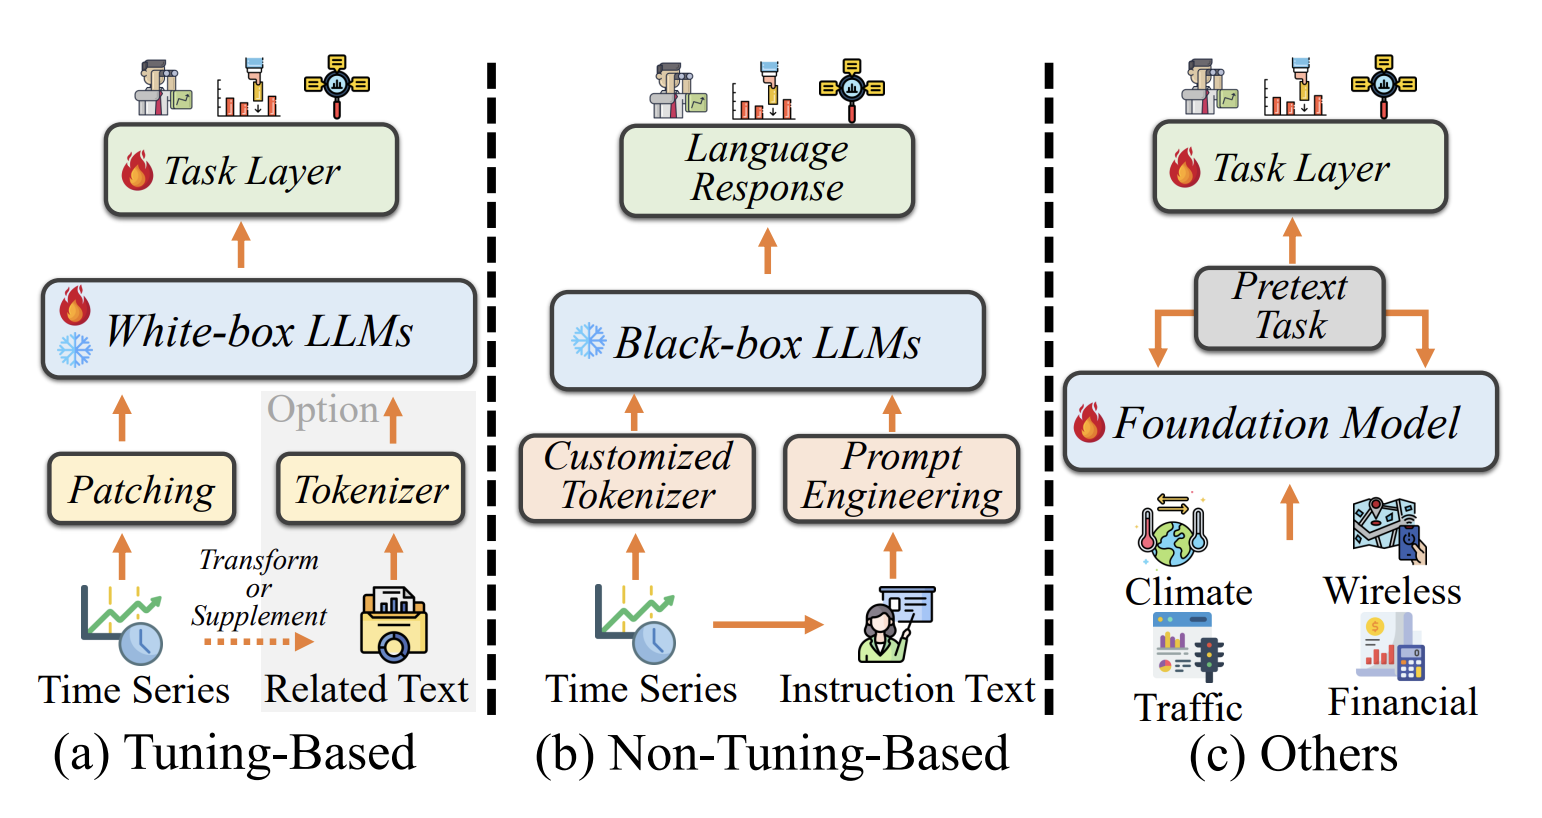 Task Layer
White-box LLMs
Option
Patching
Tokenizer
Transform
or
Supplement
Time Series
Related Text
(a) Tuning-Based
Language
Response
Black-box LLMs
Customized
Tokenizer
Prompt
Engineering
Time Series
Instruction Text
(b) Non-Tuning-Based
Task Layer
Pretext
Task
Foundation Model
Climate
Wireless
Traffic
Financial
(c) Others